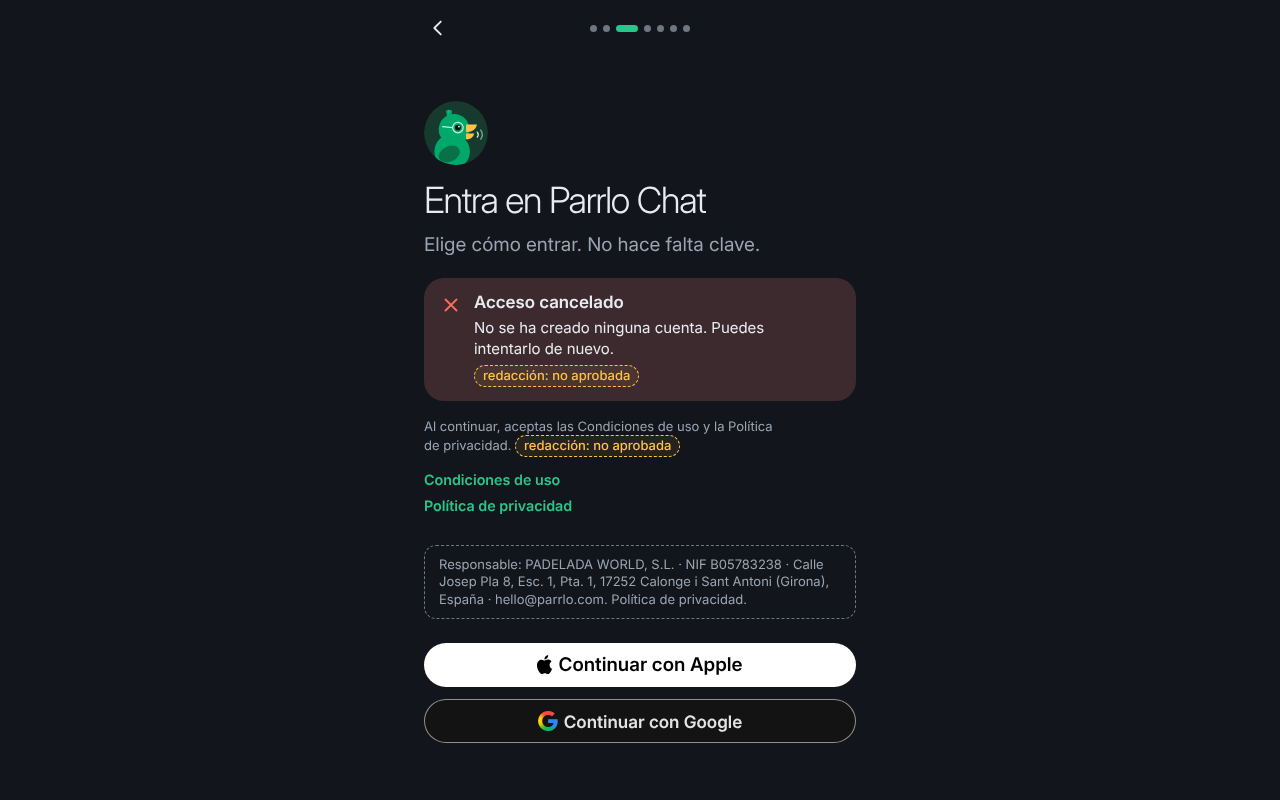 Entra en Parrlo Chat
Elige cómo entrar. No hace falta clave.
Acceso cancelado
No se ha creado ninguna cuenta. Puedes
intentarlo de nuevo.
redacción: no aprobada
Al continuar, aceptas las Condiciones de uso y la Política
de privacidad. redacción: no aprobada
Condiciones de uso
Política de privacidad
Responsable: PADELADA WORLD, S.L. · NIF B05783238 · Calle
Josep Pla 8, Esc. 1, Pta. 1, 17252 Calonge i Sant Antoni (Girona),
España · hello@parrlo.com. Política de privacidad.
Continuar con Apple
Continuar con Google